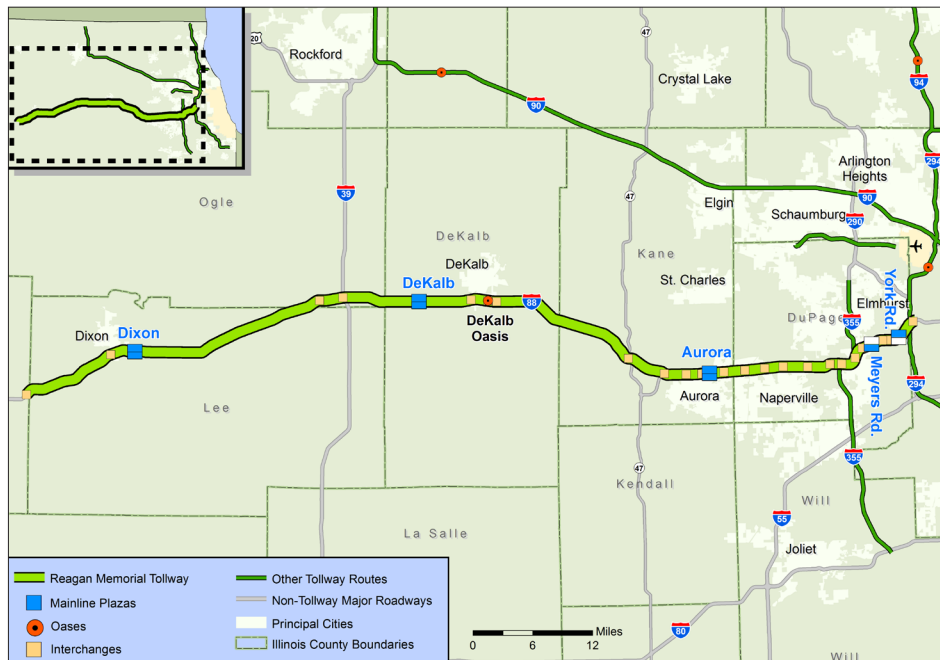 20
Rockford
47
Crystal Lake
94
90
294
39
Arlington
Heights
Ogle
47
Elgin
90
Schaumburg
290
DeKalb
Kane
DeKalb
St. Charles
88
Elmhurst
York Rd.
DeKalb
DeKalb
Oasis
DuPage
355
Dixon
Dixon
Aurora
Meyers Rd.
294
Lee
Aurora
Naperville
355
47
Kendall
Will
55
La Salle
Joliet
80
Will
Reagan Memorial Tollway
Mainline Plazas
Oases
Interchanges
Other Tollway Routes
Non-Tollway Major Roadways
Principal Cities
Illinois County Boundaries
Miles
0 6 12